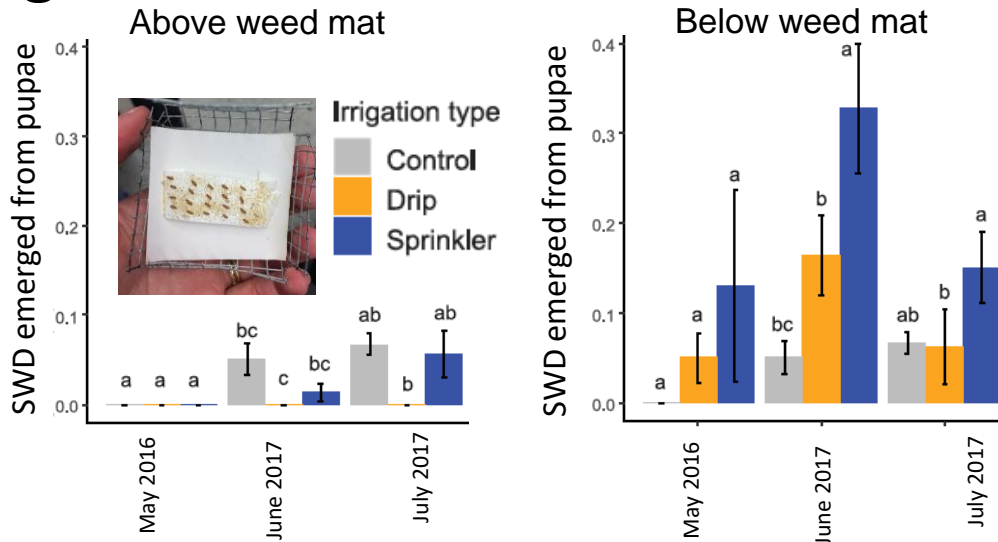 Above weed mat
SWD emerged from pupae
0.4
0.3
0.2
0.1
0.0
Irrigation type
Control
Drip
Sprinkler
a a a
bc c bc
ab b ab
May 2016
June 2017
July 2017
Below weed mat
SWD emerged from pupae
0.4
0.3
0.2
0.1
0.0
a a a
bc b a
ab b a
May 2016
June 2017
July 2017